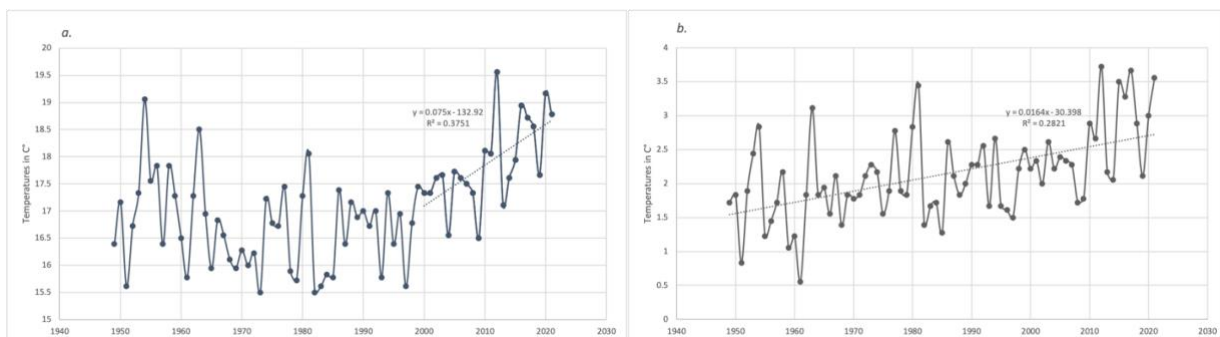 a.
20
19.5
19
18.5
18
17.5
17
16.5
16
15.5
15
Temperatures in C°
y = 0.075x - 132.92
R² = 0.3751
1940 1950 1960 1970 1980 1990 2000 2010 2020 2030
b.
4
3.5
3
2.5
2
1.5
1
0.5
0
Temperatures in C°
y = 0.0164x - 30.398
R² = 0.2821
1940 1950 1960 1970 1980 1990 2000 2010 2020 2030